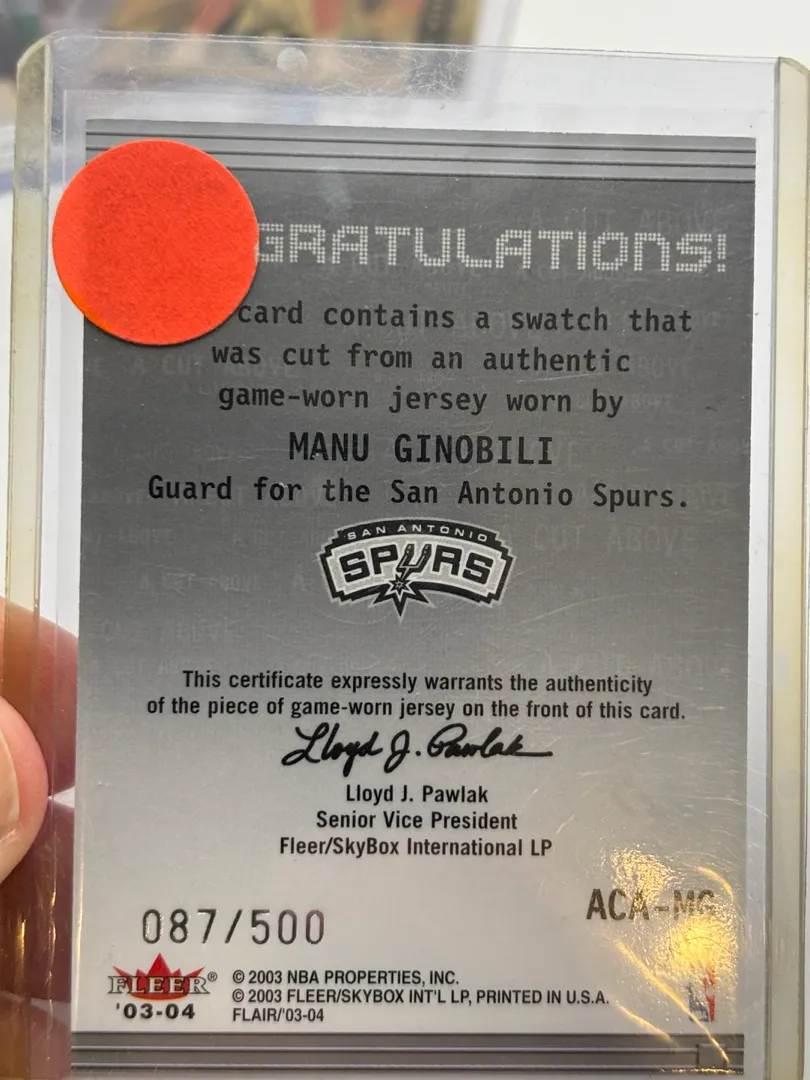 GRATULATIONS!
card contains a swatch that
was cut from an authentic
game-worn jersey worn by
MANU GINOBILI
Guard for the San Antonio Spurs.
SAN ANTONIO
SPURS
This certificate expressly warrants the authenticity
of the piece of game-worn jersey on the front of this card.
Lloyd J. Pawlak
Lloyd J. Pawlak
Senior Vice President
Fleer/SkyBox International LP
087/500
ACA-MG
FLEER®
'03-04
© 2003 NBA PROPERTIES, INC.
© 2003 FLEER/SKYBOX INT'L LP, PRINTED IN U.S.A.
FLAIR/'03-04